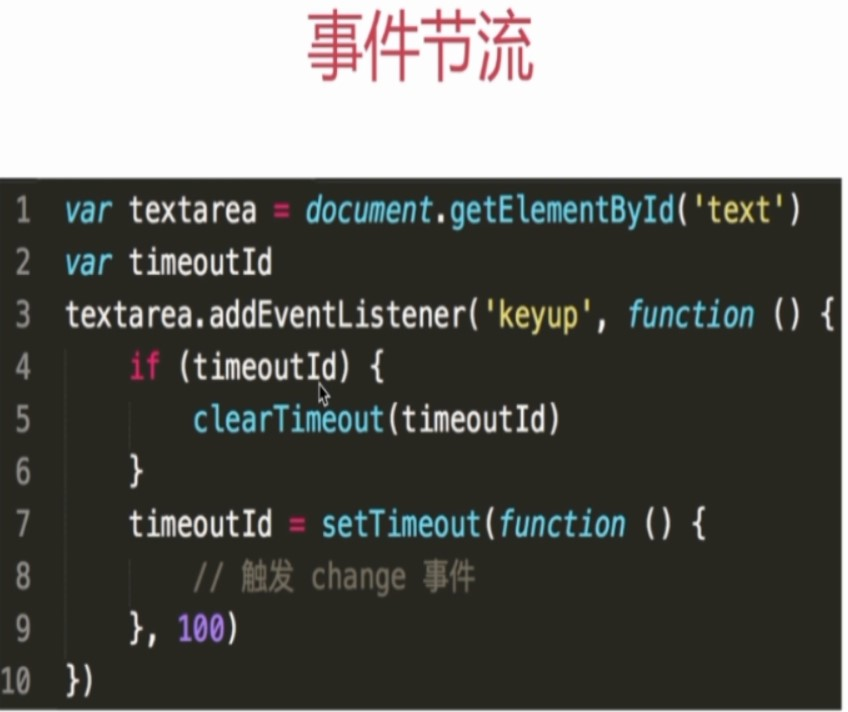 事件节流
1 var textarea = document.getElementById('text')
2 var timeoutId
3 textarea.addEventListener('keyup', function () {
4     if (timeoutId) {
5         clearTimeout(timeoutId)
6     }
7     timeoutId = setTimeout(function () {
8         // 触发 change 事件
9     }, 100)
10 })